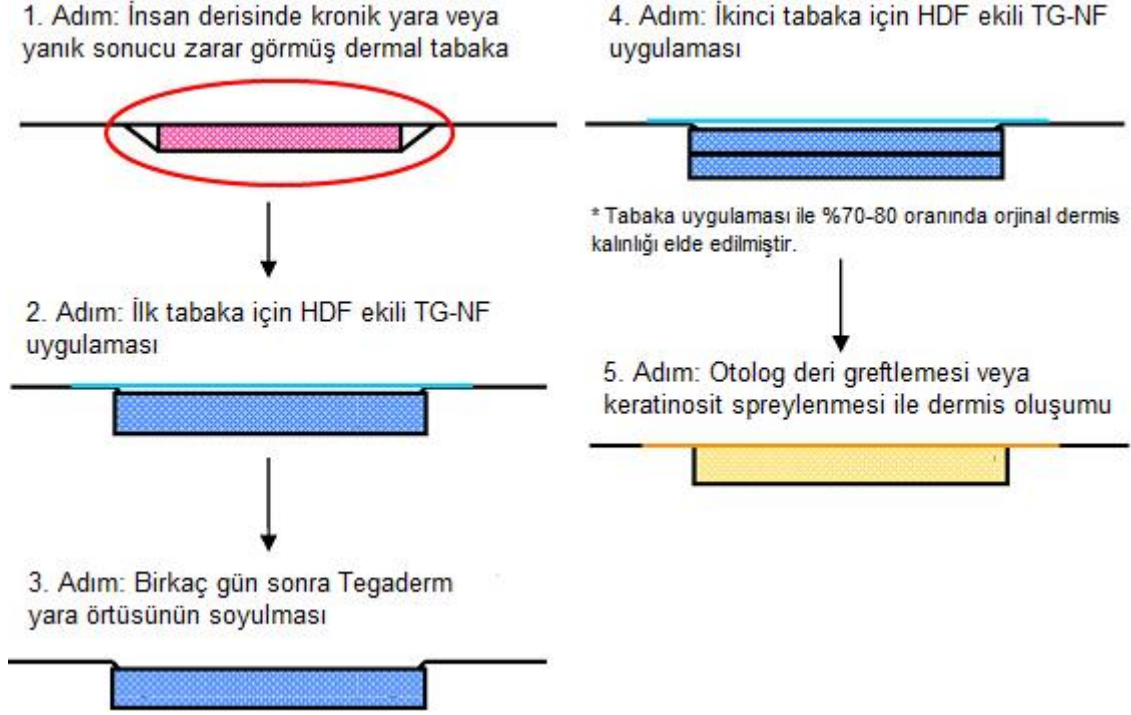 1. Adım: İnsan derisinde kronik yara veya
yanık sonucu zarar görmüş dermal tabaka
2. Adım: İlk tabaka için HDF ekili TG-NF
uygulaması
3. Adım: Birkaç gün sonra Tegaderm
yara örtüsünün soyulması
4. Adım: İkinci tabaka için HDF ekili TG-NF
uygulaması
* Tabaka uygulaması ile %70-80 oranında orjinal dermis
kalınlığı elde edilmiştir.
5. Adım: Otolog deri greftlemesi veya
keratinosit spreylenmesi ile dermis oluşumu